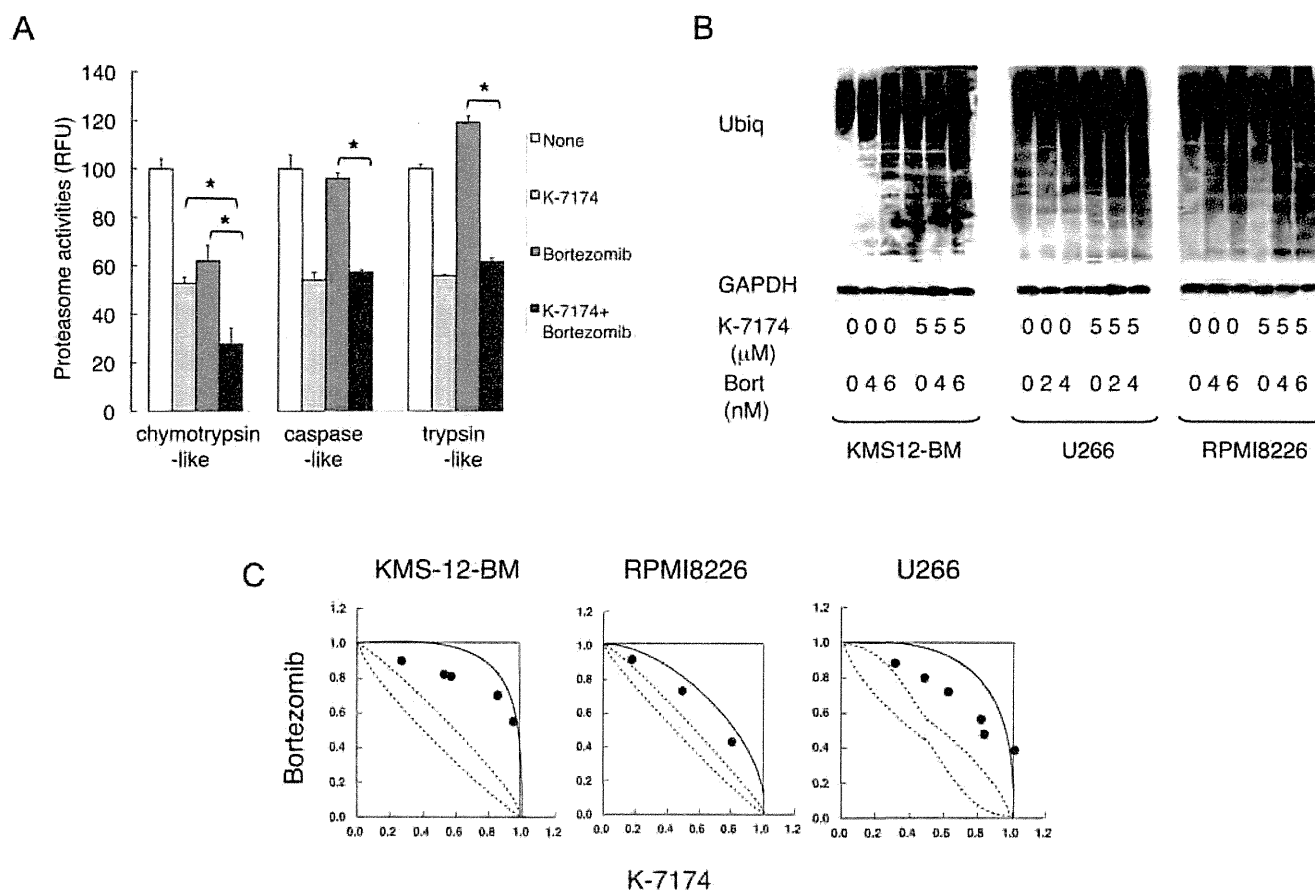 A
Proteasome activities (RFU)
140
120
100
80
60
40
20
0
*
*
*
*
chymotrypsin
-like
caspase
-like
trypsin
-like
None
K-7174
Bortezomib
K-7174+
Bortezomib
B
Ubiq
GAPDH
K-7174 0 0 0 5 5 5 0 0 0 5 5 5 0 0 0 5 5 5
(μM)
Bort 0 4 6 0 4 6 0 2 4 0 2 4 0 4 6 0 4 6
(nM)
KMS12-BM U266 RPMI8226
C
KMS-12-BM RPMI8226 U266
Bortezomib
1.2
1.0
0.8
0.6
0.4
0.2
0.0
0.0 0.2 0.4 0.6 0.8 1.0 1.2
1.2
1.0
0.8
0.6
0.4
0.2
0.0
0.0 0.2 0.4 0.6 0.8 1.0 1.2
1.2
1.0
0.8
0.6
0.4
0.2
0.0
0.0 0.2 0.4 0.6 0.8 1.0 1.2
K-7174